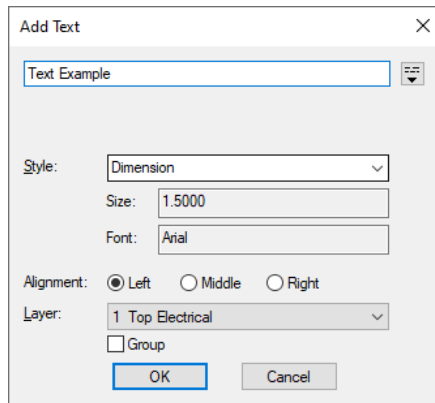 Add Text
Text Example
Style: Dimension
Size: 1.5000
Font: Arial
Alignment: Left Middle Right
Layer: 1 Top Electrical
Group
OK Cancel